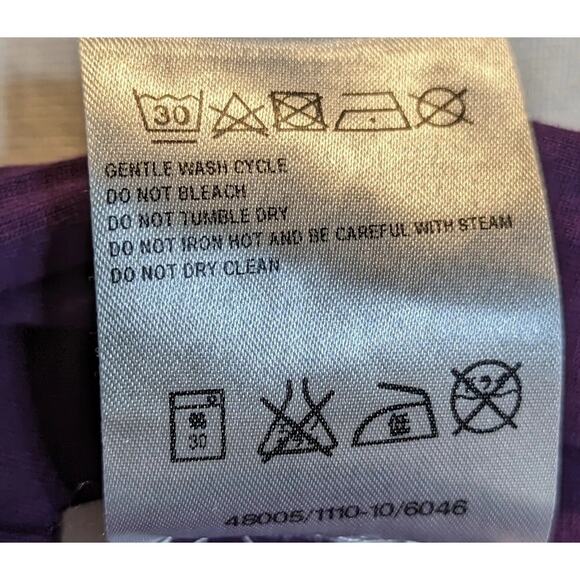 30
GENTLE WASH CYCLE
DO NOT BLEACH
DO NOT TUMBLE DRY
DO NOT IRON HOT AND BE CAREFUL WITH STEAM
DO NOT DRY CLEAN
30 低
48005/1110-10/6046